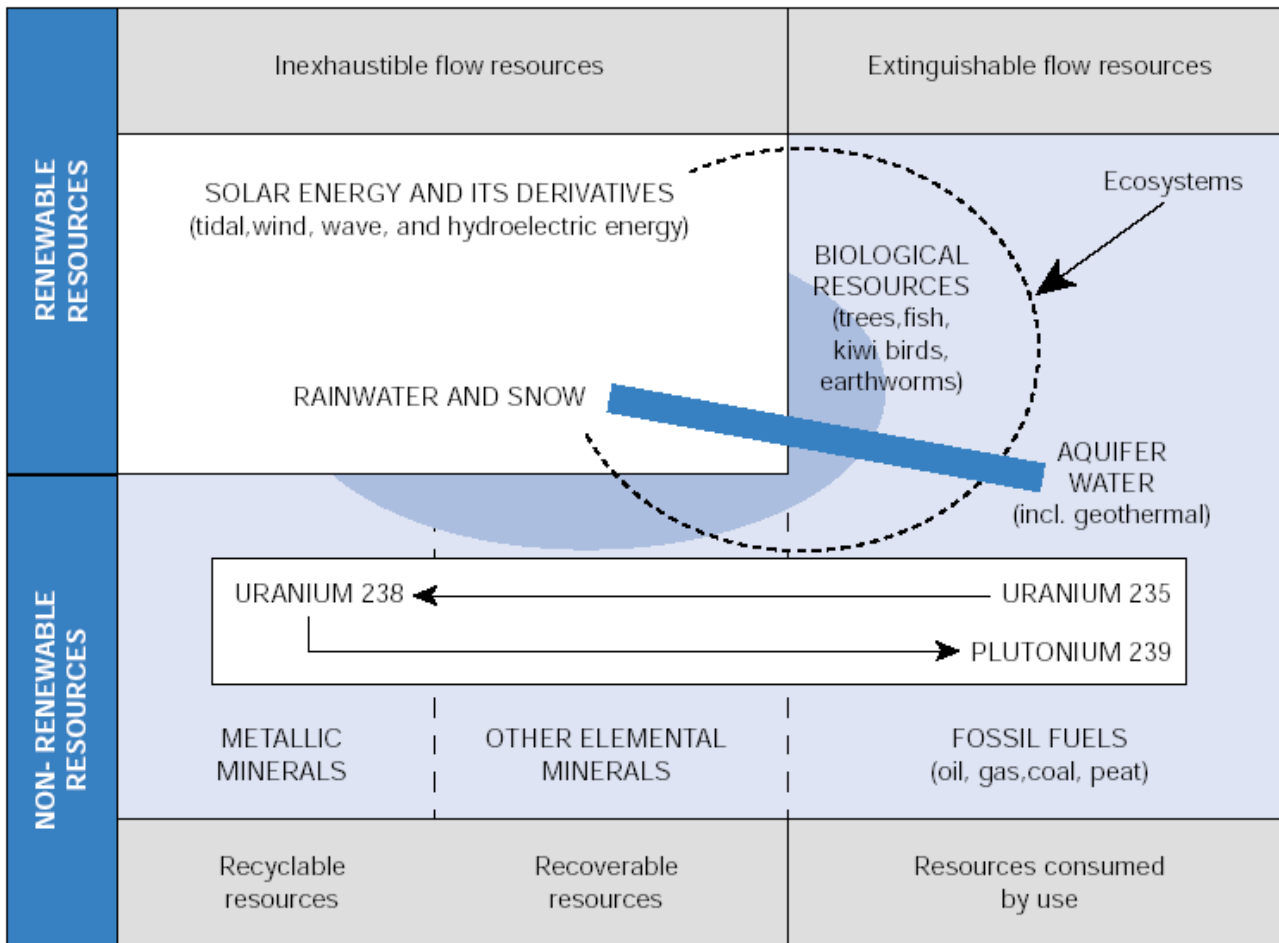 Inexhaustible flow resources
Extinguishable flow resources
RENEWABLE
RESOURCES
SOLAR ENERGY AND ITS DERIVATIVES
(tidal,wind, wave, and hydroelectric energy)
Ecosystems
BIOLOGICAL
RESOURCES
(trees,fish,
kiwi birds,
earthworms)
RAINWATER AND SNOW
AQUIFER
WATER
(incl. geothermal)
NON- RENEWABLE
RESOURCES
URANIUM 238
URANIUM 235
PLUTONIUM 239
METALLIC
MINERALS
OTHER ELEMENTAL
MINERALS
FOSSIL FUELS
(oil, gas,coal, peat)
Recyclable
resources
Recoverable
resources
Resources consumed
by use